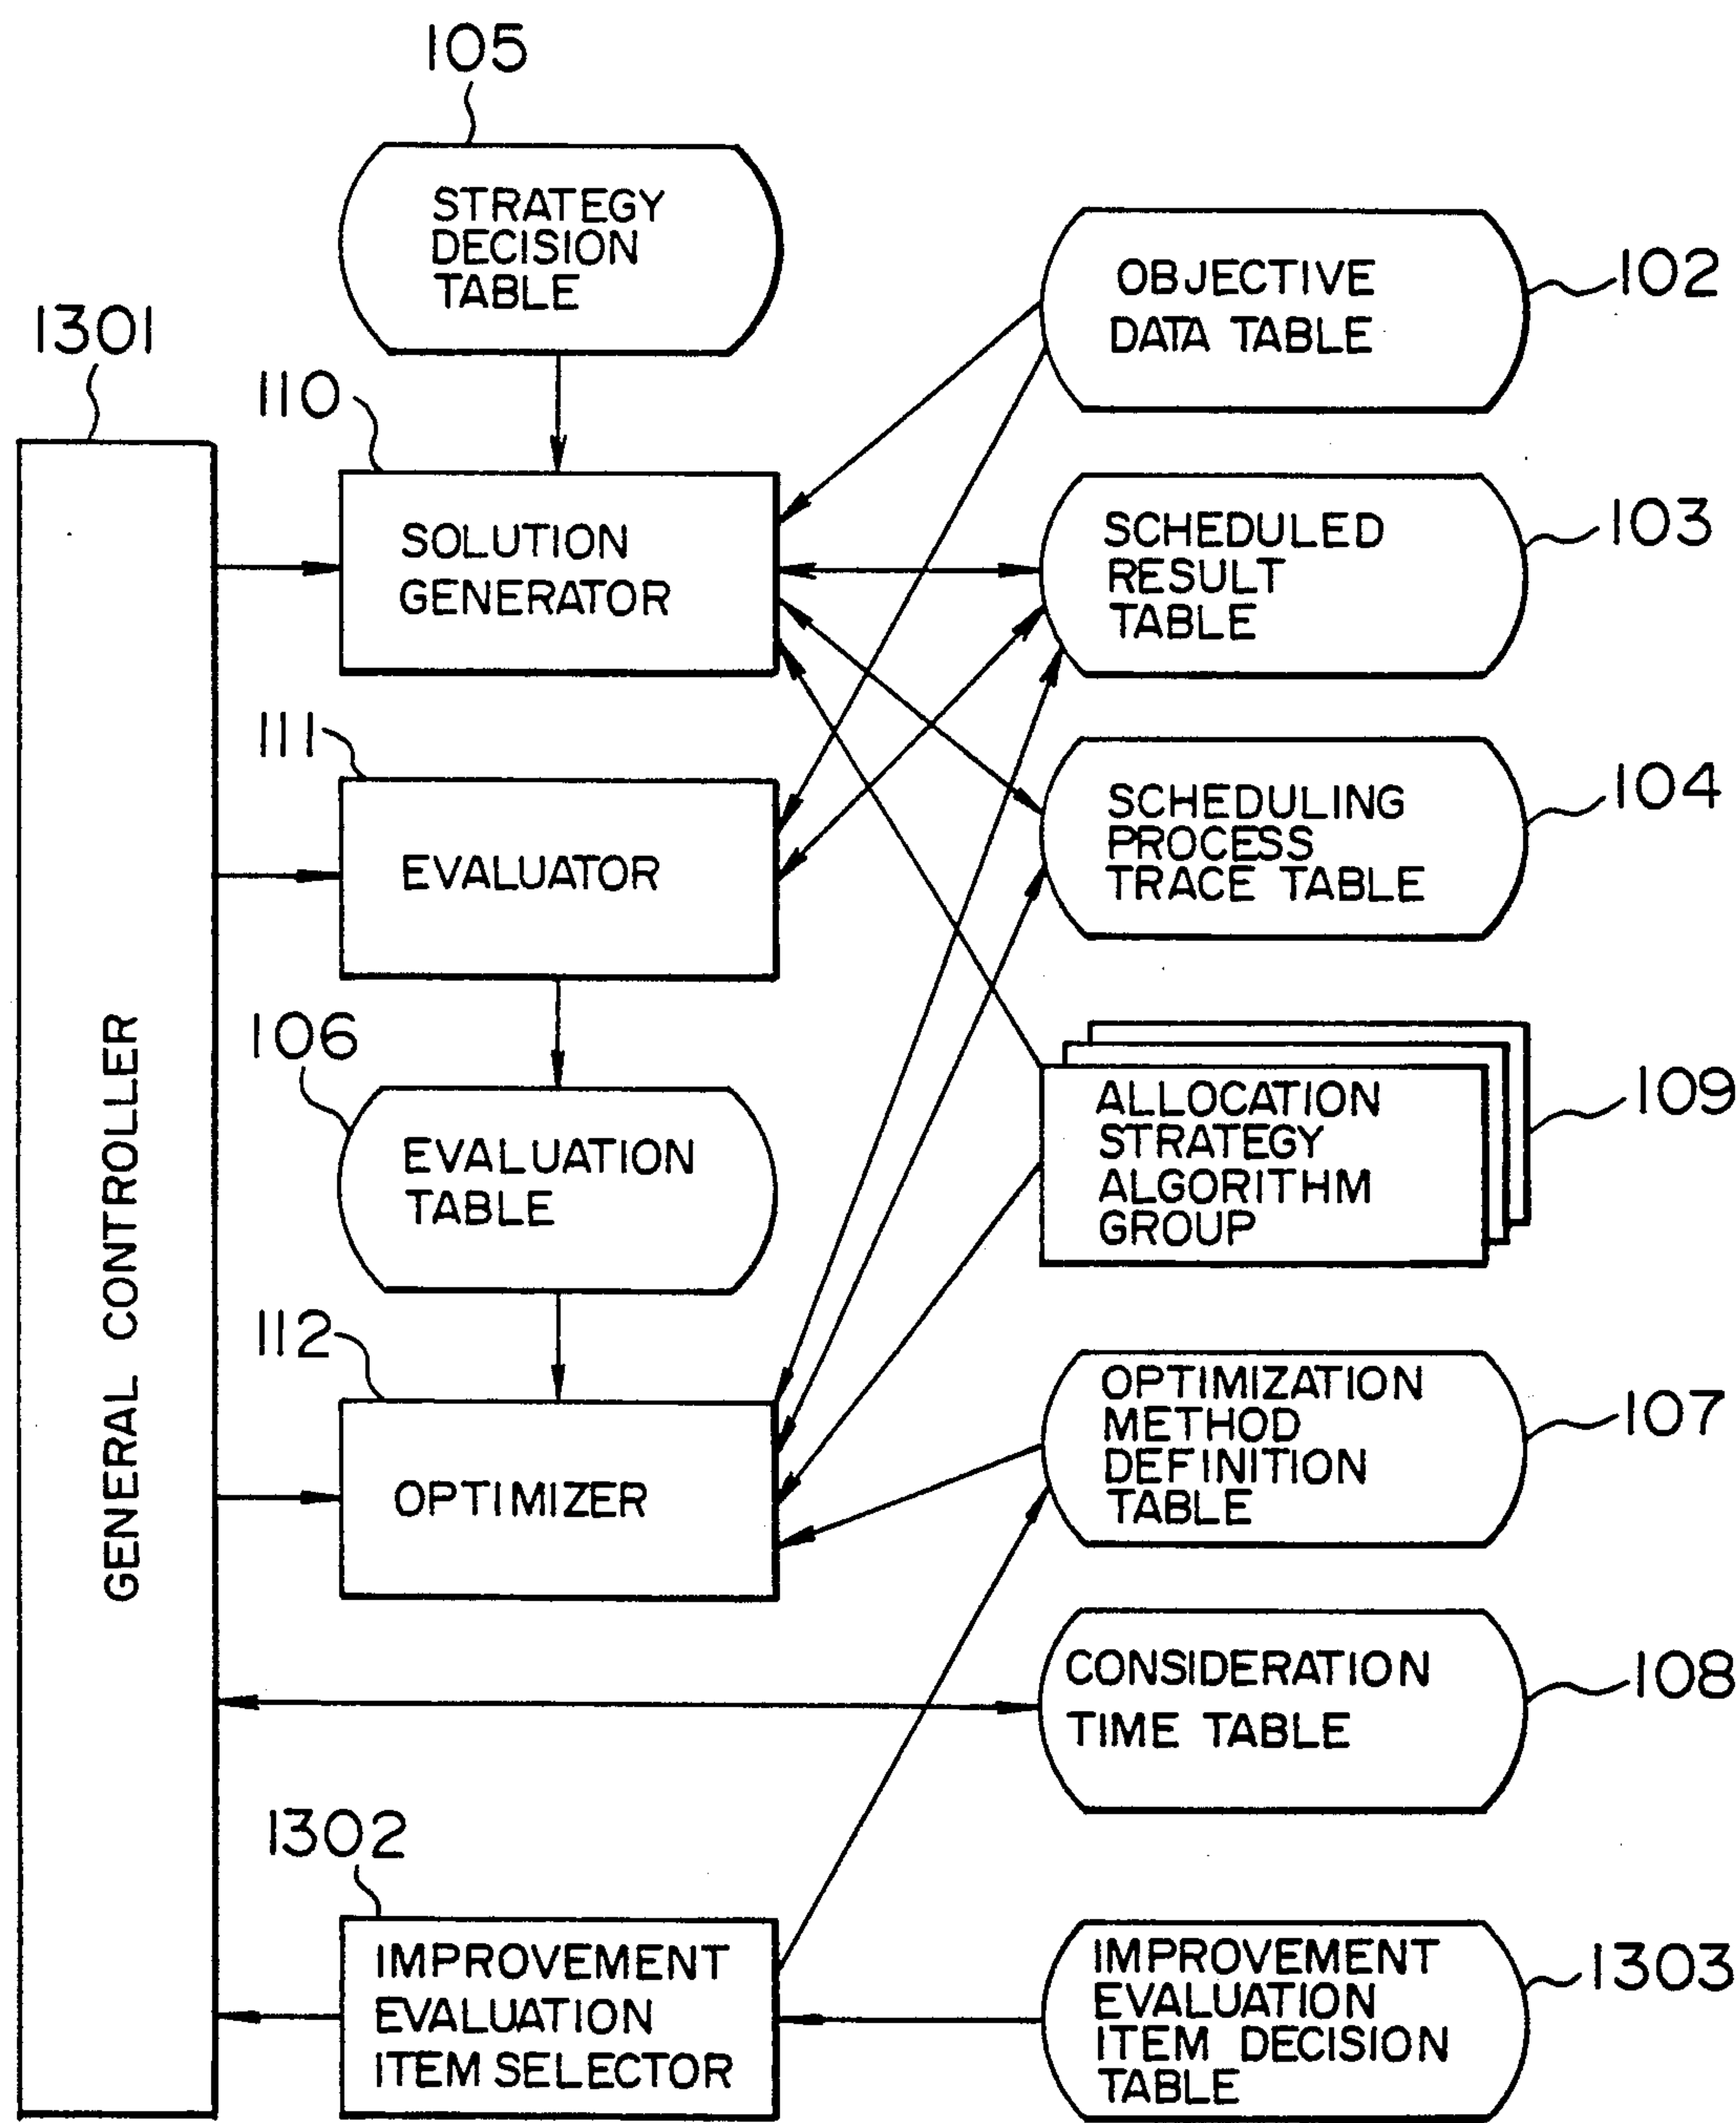 105
STRATEGY
DECISION
TABLE
OBJECTIVE
DATA TABLE
102
1301
110
SOLUTION
GENERATOR
SCHEDULED
RESULT
TABLE
103
111
EVALUATOR
SCHEDULING
PROCESS
TRACE TABLE
104
GENERAL CONTROLLER
106
EVALUATION
TABLE
ALLOCATION
STRATEGY
ALGORITHM
GROUP
109
112
OPTIMIZER
OPTIMIZATION
METHOD
DEFINITION
TABLE
107
CONSIDERATION
TIME TABLE
108
1302
IMPROVEMENT
EVALUATION
ITEM SELECTOR
IMPROVEMENT
EVALUATION
ITEM DECISION
TABLE
1303